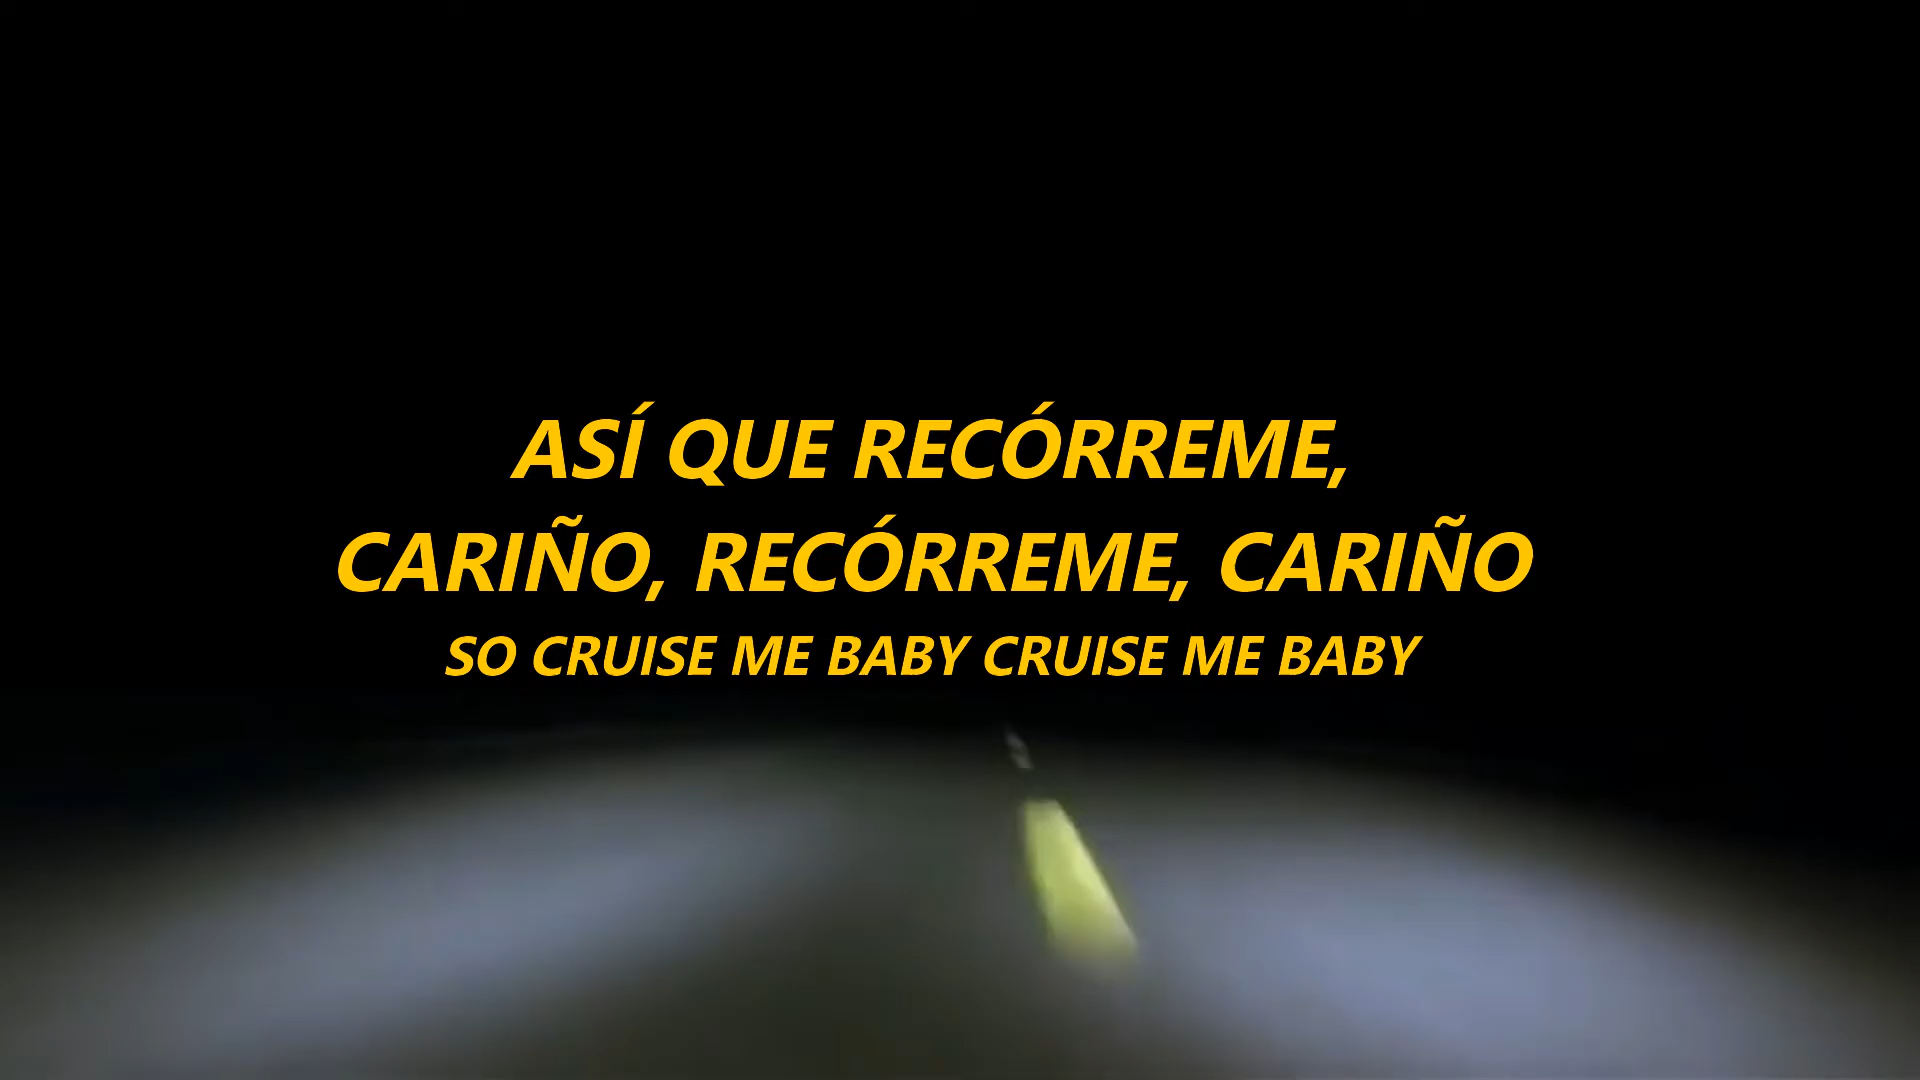 ASÍ QUE RECÓRREME,
CARIÑO, RECÓRREME, CARIÑO
SO CRUISE ME BABY CRUISE ME BABY